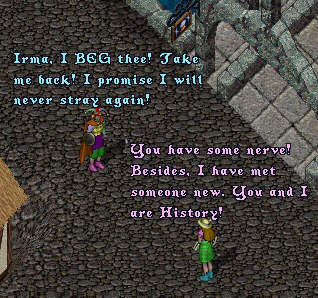 Irma, I BEG thee! Take
me back! I promise I will
never stray again!
You have some nerve!
Besides, I have met
someone new. You and I
are History!